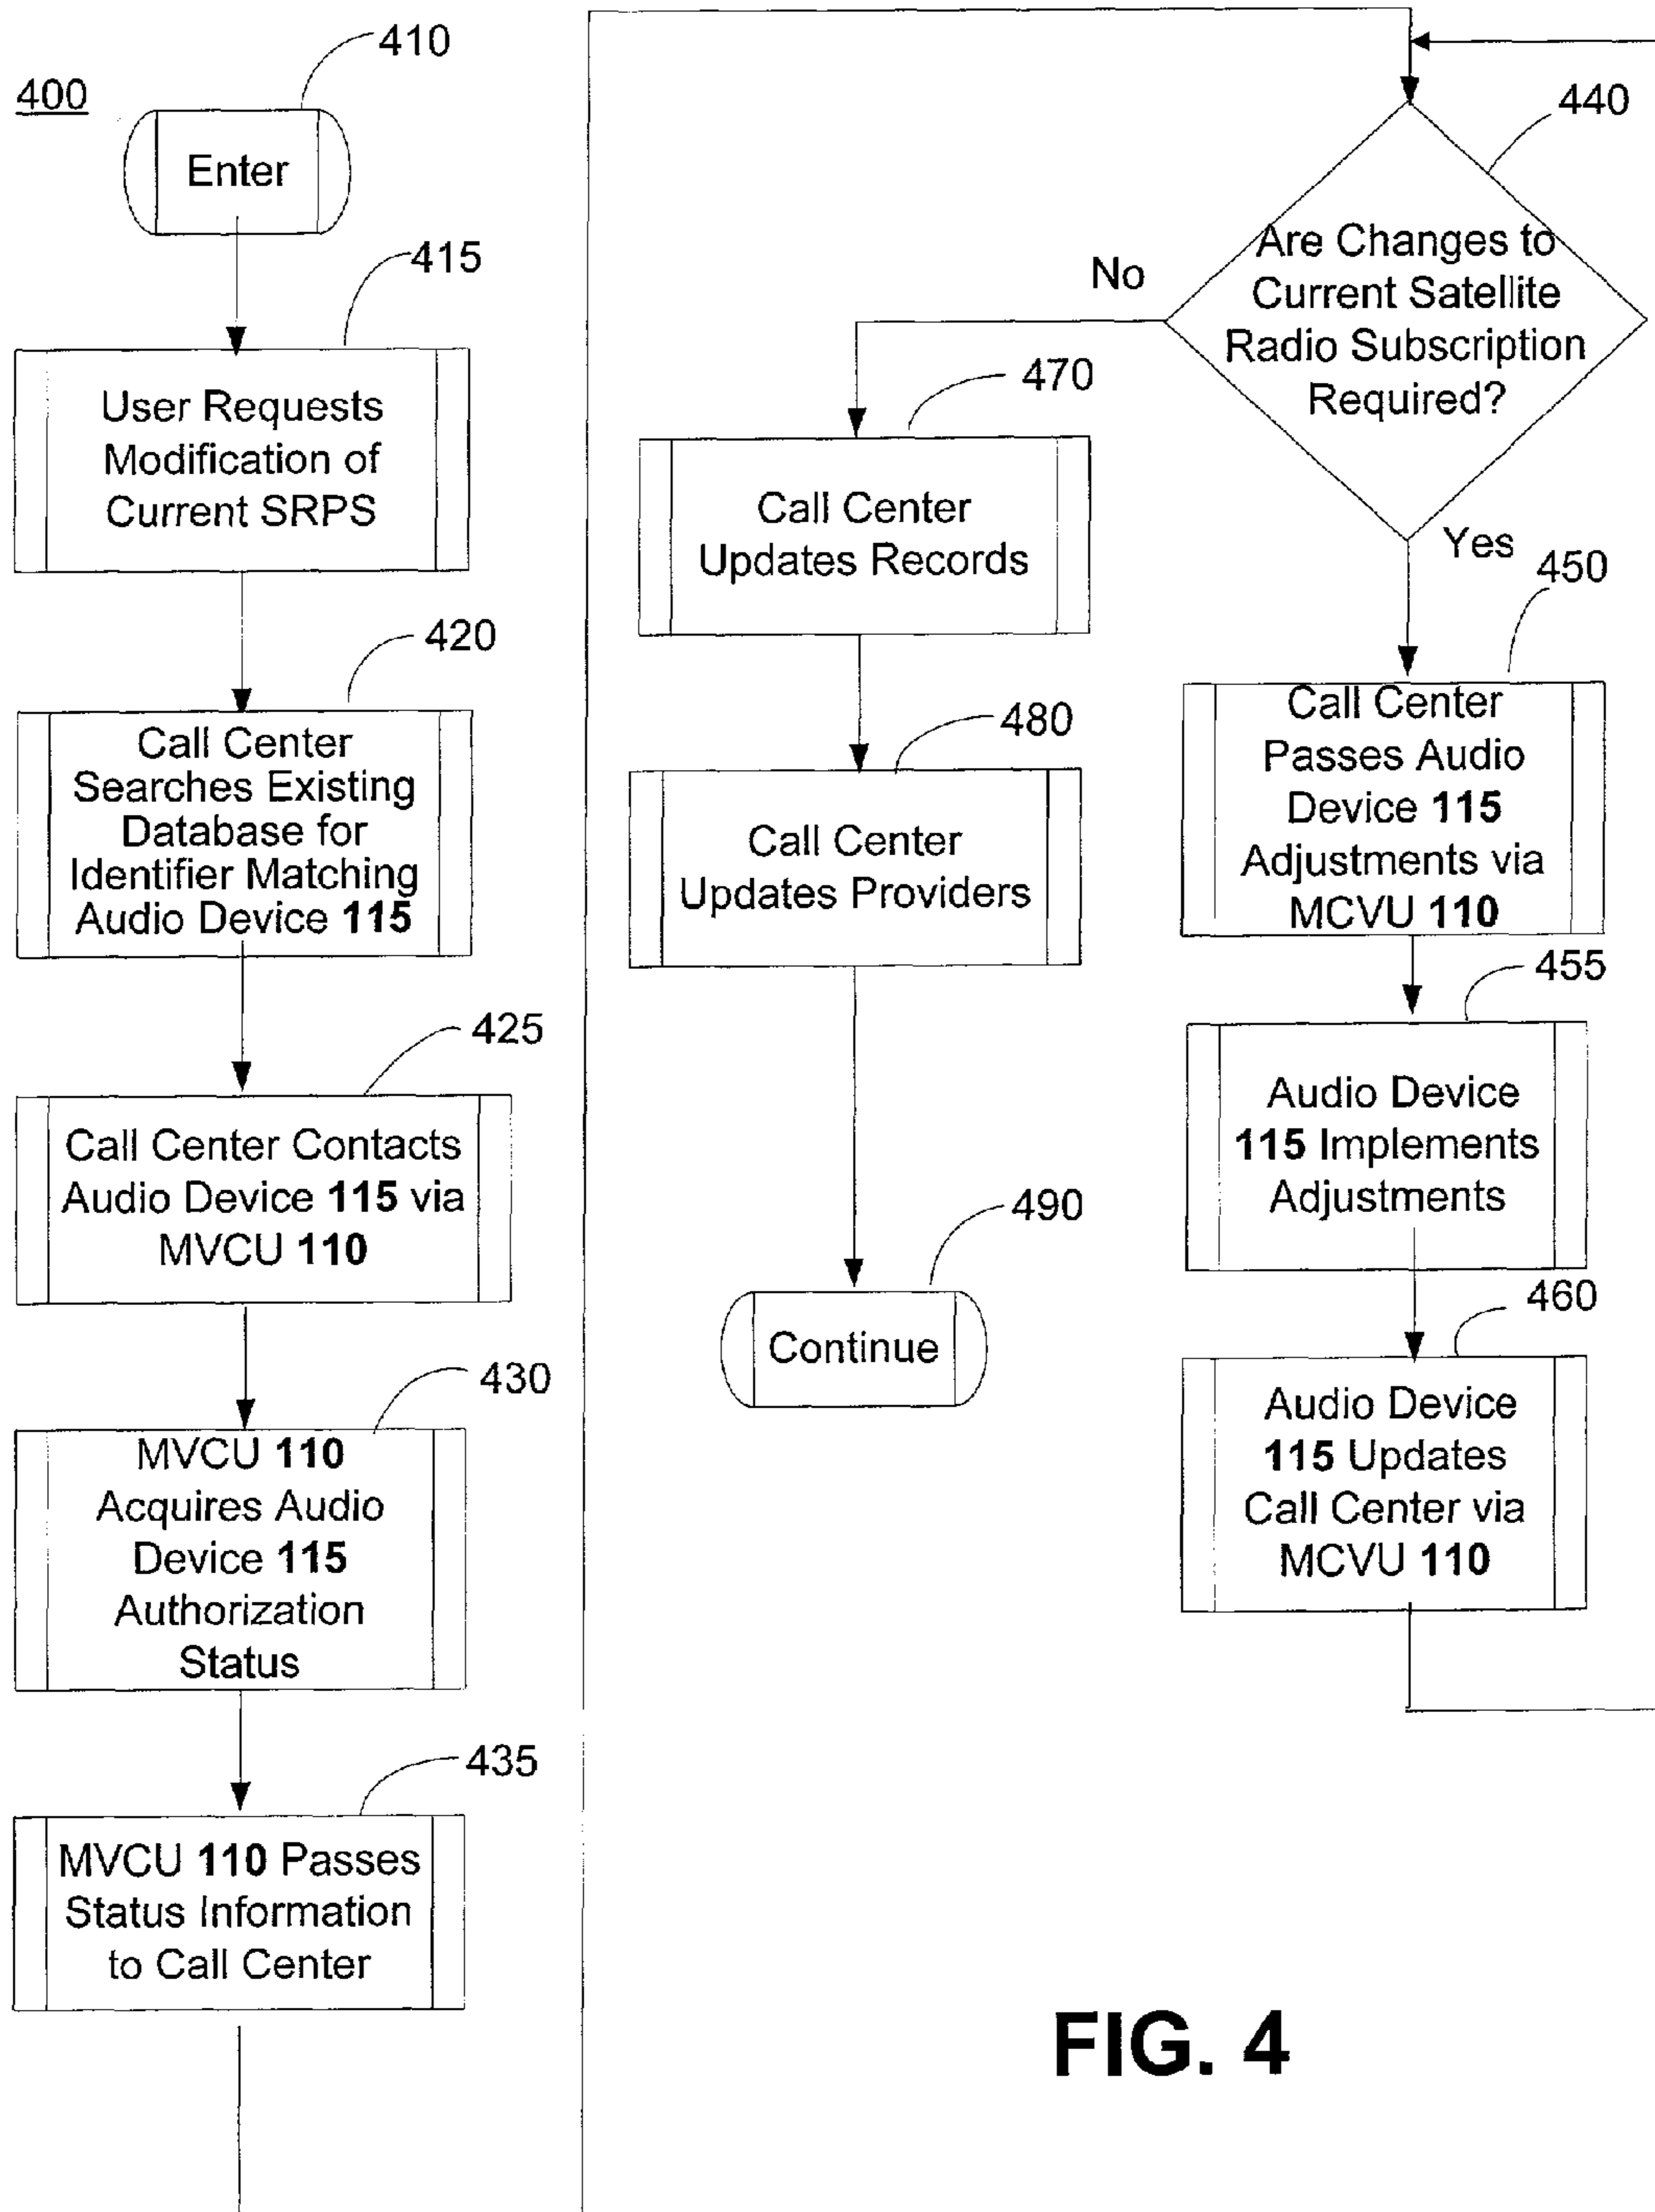 400
410
Enter
415
User Requests
Modification of
Current SRPS
420
Call Center
Searches Existing
Database for
Identifier Matching
Audio Device 115
425
Call Center Contacts
Audio Device 115 via
MVCU 110
430
MVCU 110
Acquires Audio
Device 115
Authorization
Status
435
MVCU 110 Passes
Status Information
to Call Center
440
Are Changes to
Current Satellite
Radio Subscription
Required?
No
Yes
470
Call Center
Updates Records
480
Call Center
Updates Providers
490
Continue
450
Call Center
Passes Audio
Device 115
Adjustments via
MCVU 110
455
Audio Device
115 Implements
Adjustments
460
Audio Device
115 Updates
Call Center via
MCVU 110
FIG. 4